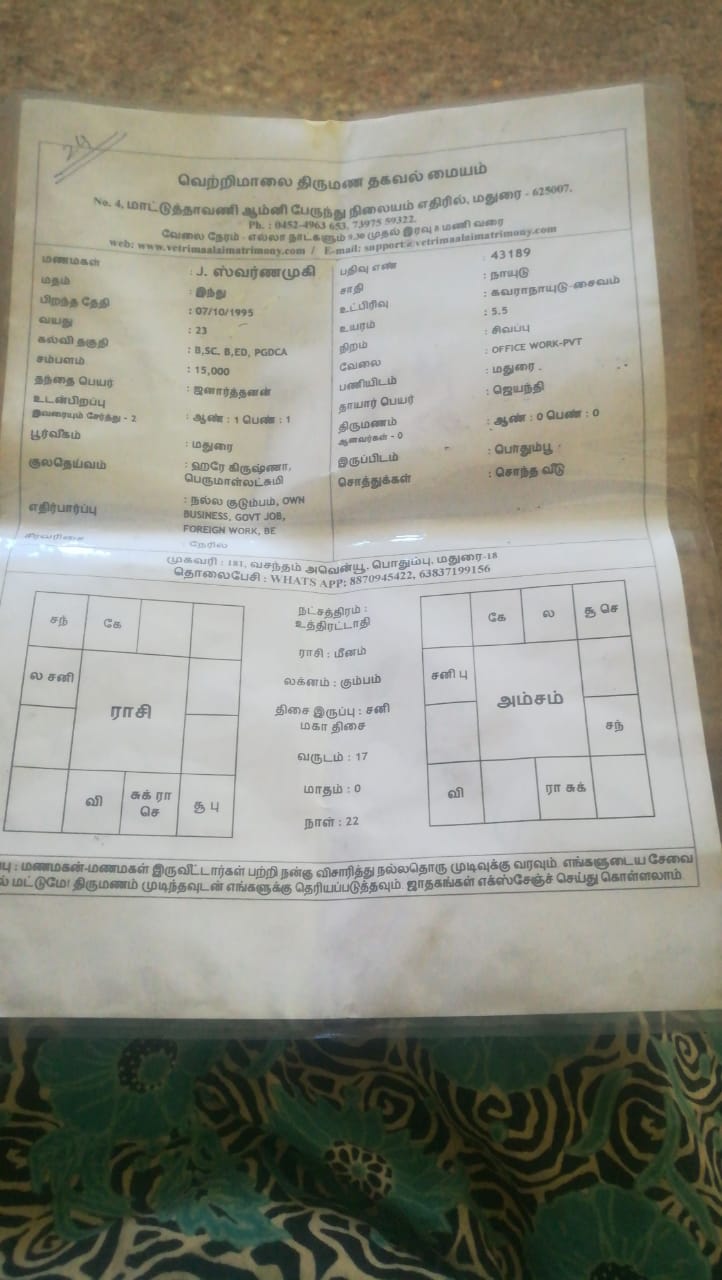 24
வெற்றிமாலை திருமண தகவல் மையம்
No. 4, மாட்டுத்தாவணி ஆம்னி பேருந்து நிலையம் எதிரில், மதுரை - 625007.
Ph. : 0452-4963 653, 73975 59322.
வேலை நேரம் - எல்லா நாட்களும் 9.30 முதல் இரவு 8 மணி வரை
web: www.vetrimaalaimatrimony.com / E-mail: support@vetrimaalaimatrimony.com
மணமகள் : J. ஸ்வர்ணமுகி
மதம் : இந்து
பிறந்த தேதி : 07/10/1995
வயது : 23
கல்வி தகுதி : B,SC, B,ED, PGDCA
சம்பளம் : 15,000
தந்தை பெயர் : ஜனார்த்தனன்
உடன்பிறப்பு : ஆண் : 1 பெண் : 1
இவரையும் சேர்த்து - 2
பூர்வீகம் : மதுரை
குலதெய்வம் : ஹரே கிருஷ்ணா,
பெருமாள்லட்சுமி
எதிர்பார்ப்பு : நல்ல குடும்பம், OWN
BUSINESS, GOVT JOB,
FOREIGN WORK, BE
சீர்வரிசை நேரில்
பதிவு எண் : 43189
சாதி : நாயுடு
உட்பிரிவு : கவராநாயுடு-சைவம்
உயரம் : 5.5
நிறம் : சிவப்பு
வேலை : OFFICE WORK-PVT
பணியிடம் : மதுரை .
தாயார் பெயர் : ஜெயந்தி
திருமணம் : ஆண் : 0 பெண் : 0
ஆனவர்கள் - 0
இருப்பிடம் : பொதும்பூ
சொத்துக்கள் : சொந்த வீடு
முகவரி : 181, வசந்தம் அவென்யூ, பொதும்பு, மதுரை-18
தொலைபேசி : WHATS APP; 8870945422, 63837199156
சந்
கே
ல சனி
ராசி
வி
சுக் ரா
செ
சூ பு
நட்சத்திரம் :
உத்திரட்டாதி
ராசி : மீனம்
லக்னம் : கும்பம்
திசை இருப்பு : சனி
மகா திசை
வருடம் : 17
மாதம் : 0
நாள் : 22
கே
ல
சூ செ
சனி பு
அம்சம்
சந்
வி
ரா சுக்
பு : மணமகன்-மணமகள் இருவீட்டார்கள் பற்றி நன்கு விசாரித்து நல்லதொரு முடிவுக்கு வரவும். எங்களுடைய சேவை
ல் மட்டுமே! திருமணம் முடிந்தவுடன் எங்களுக்கு தெரியப்படுத்தவும். ஜாதகங்கள் எக்ஸ்சேஞ்ச் செய்து கொள்ளலாம்